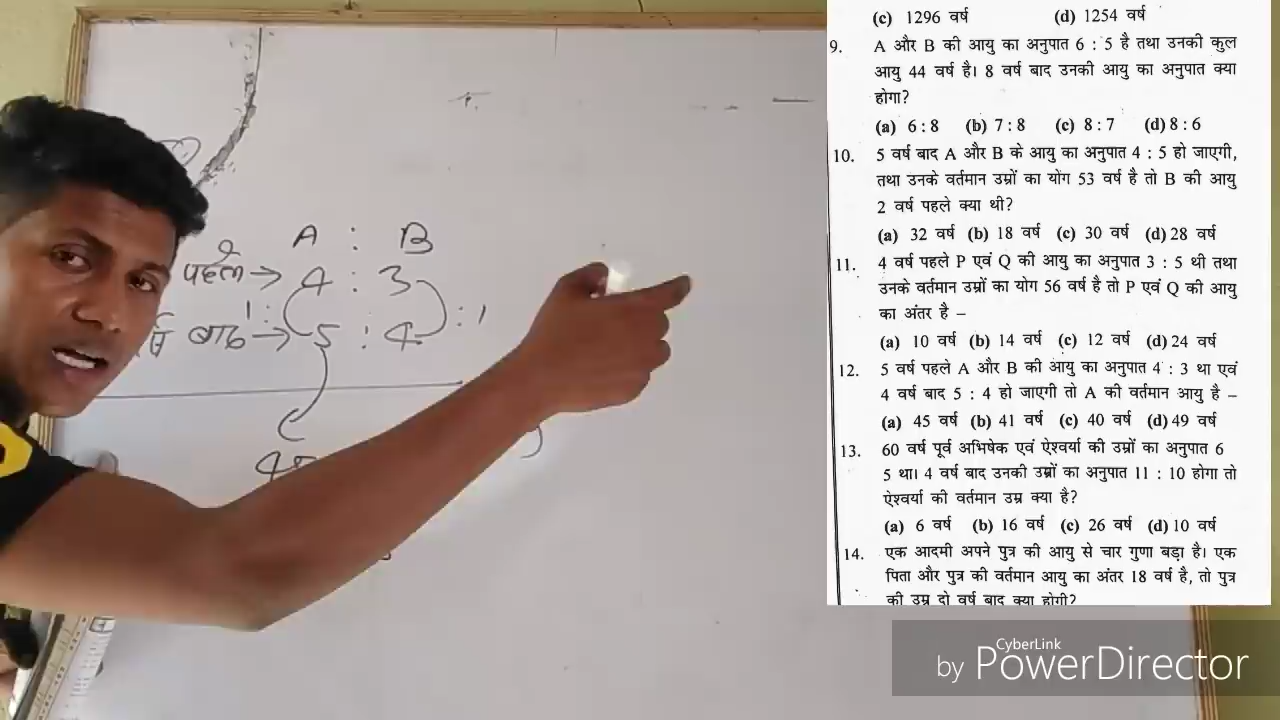 A : B
पहले → 4 : 3
1 : : 1
बाद → 5 : 4
45
(c) 1296 वर्ष (d) 1254 वर्ष
9. A और B की आयु का अनुपात 6 : 5 है तथा उनकी कुल
आयु 44 वर्ष है। 8 वर्ष बाद उनकी आयु का अनुपात क्या
होगा?
(a) 6 : 8 (b) 7 : 8 (c) 8 : 7 (d) 8 : 6
10. 5 वर्ष बाद A और B के आयु का अनुपात 4 : 5 हो जाएगी,
तथा उनके वर्तमान उम्रों का योग 53 वर्ष है तो B की आयु
2 वर्ष पहले क्या थी?
(a) 32 वर्ष (b) 18 वर्ष (c) 30 वर्ष (d) 28 वर्ष
11. 4 वर्ष पहले P एवं Q की आयु का अनुपात 3 : 5 थी तथा
उनके वर्तमान उम्रों का योग 56 वर्ष है तो P एवं Q की आयु
का अंतर है –
(a) 10 वर्ष (b) 14 वर्ष (c) 12 वर्ष (d) 24 वर्ष
12. 5 वर्ष पहले A और B की आयु का अनुपात 4 : 3 था एवं
4 वर्ष बाद 5 : 4 हो जाएगी तो A की वर्तमान आयु है –
(a) 45 वर्ष (b) 41 वर्ष (c) 40 वर्ष (d) 49 वर्ष
13. 60 वर्ष पूर्व अभिषेक एवं ऐश्वर्या की उम्रों का अनुपात 6
5 था। 4 वर्ष बाद उनकी उम्रों का अनुपात 11 : 10 होगा तो
ऐश्वर्या की वर्तमान उम्र क्या है?
(a) 6 वर्ष (b) 16 वर्ष (c) 26 वर्ष (d) 10 वर्ष
14. एक आदमी अपने पुत्र की आयु से चार गुणा बड़ा है। एक
पिता और पुत्र की वर्तमान आयु का अंतर 18 वर्ष है, तो पुत्र
की उम्र दो वर्ष बाद क्या होगी?
CyberLink
by PowerDirector